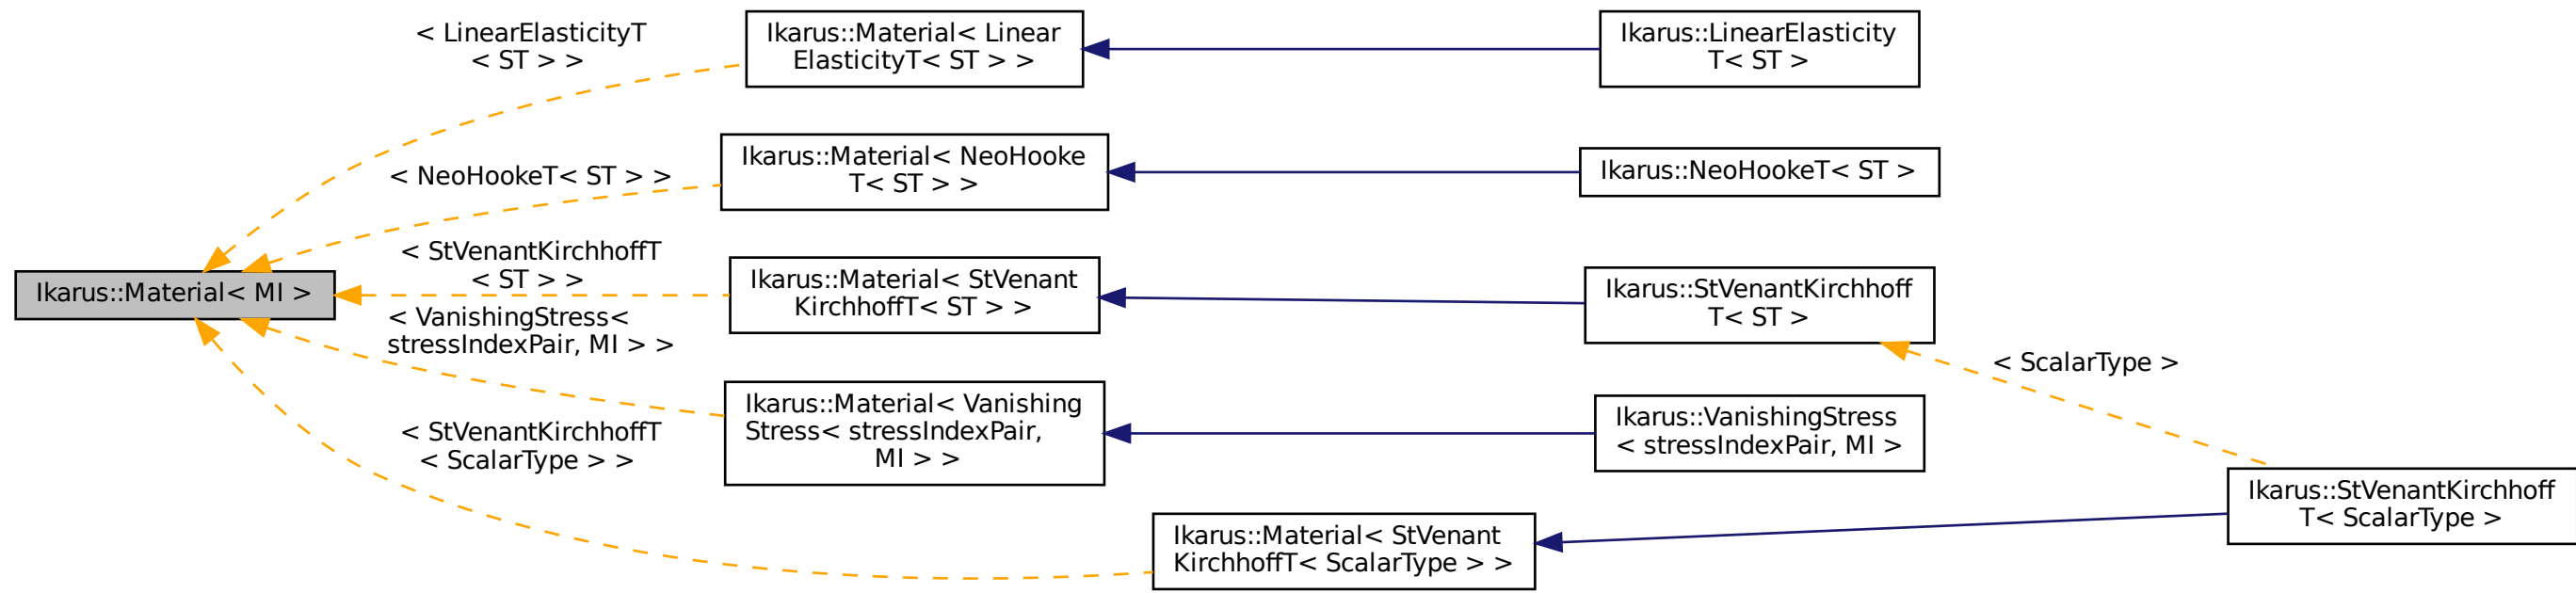 < LinearElasticityT
< ST > >
Ikarus::Material< Linear
ElasticityT< ST > >
Ikarus::LinearElasticity
T< ST >
< NeoHookeT< ST > >
Ikarus::Material< NeoHooke
T< ST > >
Ikarus::NeoHookeT< ST >
Ikarus::Material< MI >
< StVenantKirchhoffT
< ST > >
Ikarus::Material< StVenant
KirchhoffT< ST > >
Ikarus::StVenantKirchhoff
T< ST >
< VanishingStress<
stressIndexPair, MI > >
Ikarus::Material< Vanishing
Stress< stressIndexPair,
MI > >
Ikarus::VanishingStress
< stressIndexPair, MI >
< ScalarType >
< StVenantKirchhoffT
< ScalarType > >
Ikarus::Material< StVenant
KirchhoffT< ScalarType > >
Ikarus::StVenantKirchhoff
T< ScalarType >